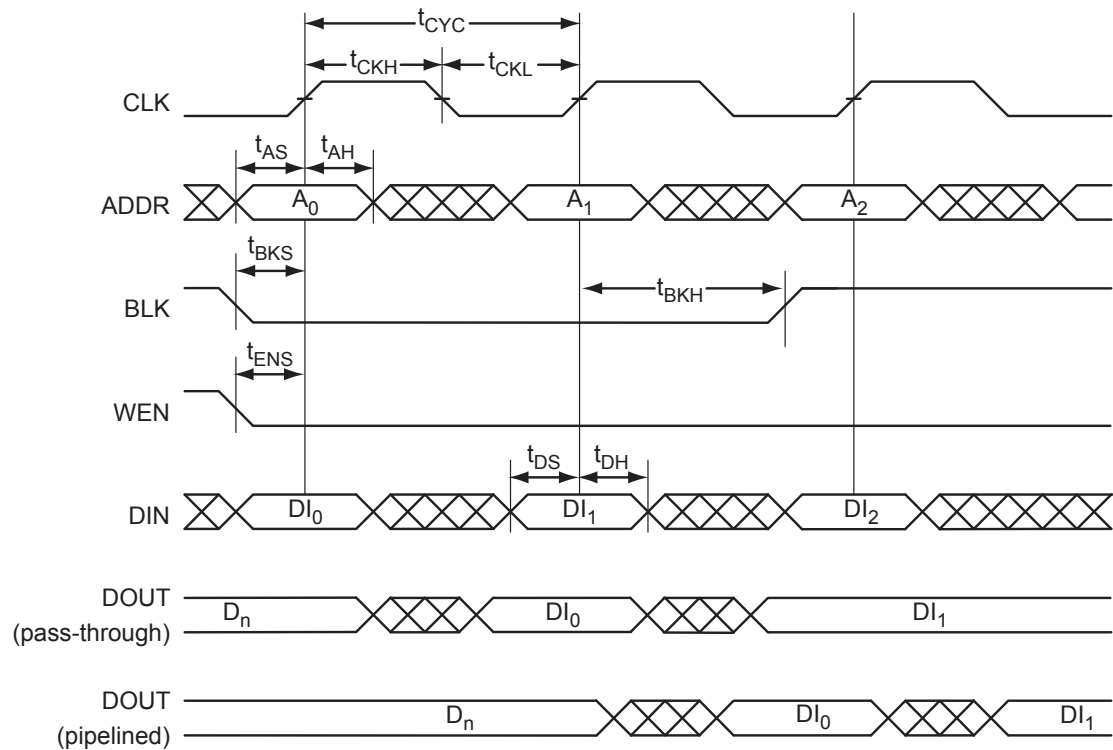 tCYC
tCKH tCKL
CLK
tAS tAH
ADDR A0 A1 A2
tBKS
BLK tBKH
tENS
WEN
tDS tDH
DIN DI0 DI1 DI2
DOUT
(pass-through) Dn DI0 DI1
DOUT
(pipelined) Dn DI0 DI1